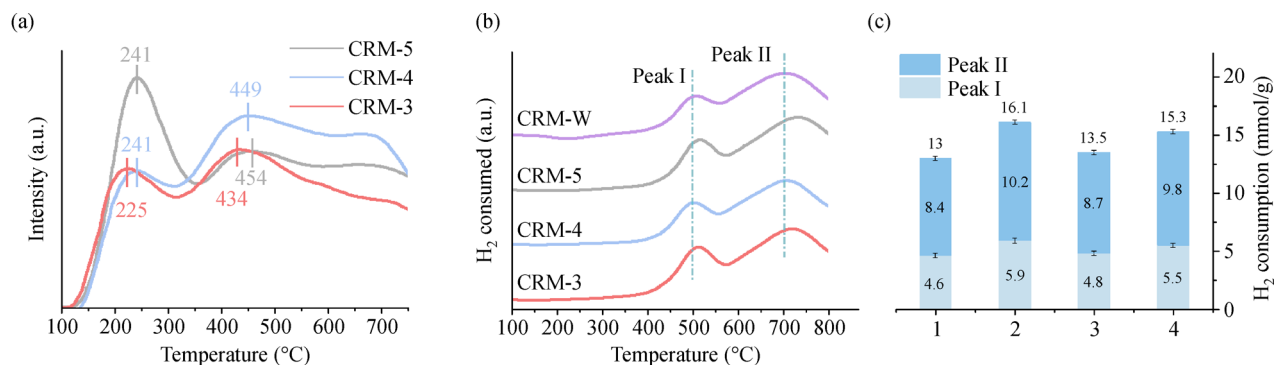 (a)
241
CRM-5
CRM-4
CRM-3
449
241
225
434
454
Intensity (a.u.)
100 200 300 400 500 600 700
Temperature (°C)
(b)
Peak I
Peak II
CRM-W
CRM-5
CRM-4
CRM-3
H₂ consumed (a.u.)
100 200 300 400 500 600 700 800
Temperature (°C)
(c)
Peak II
Peak I
13
16.1
13.5
15.3
8.4
10.2
8.7
9.8
4.6
5.9
4.8
5.5
1 2 3 4
20
15
10
5
0
H₂ consumption (mmol/g)